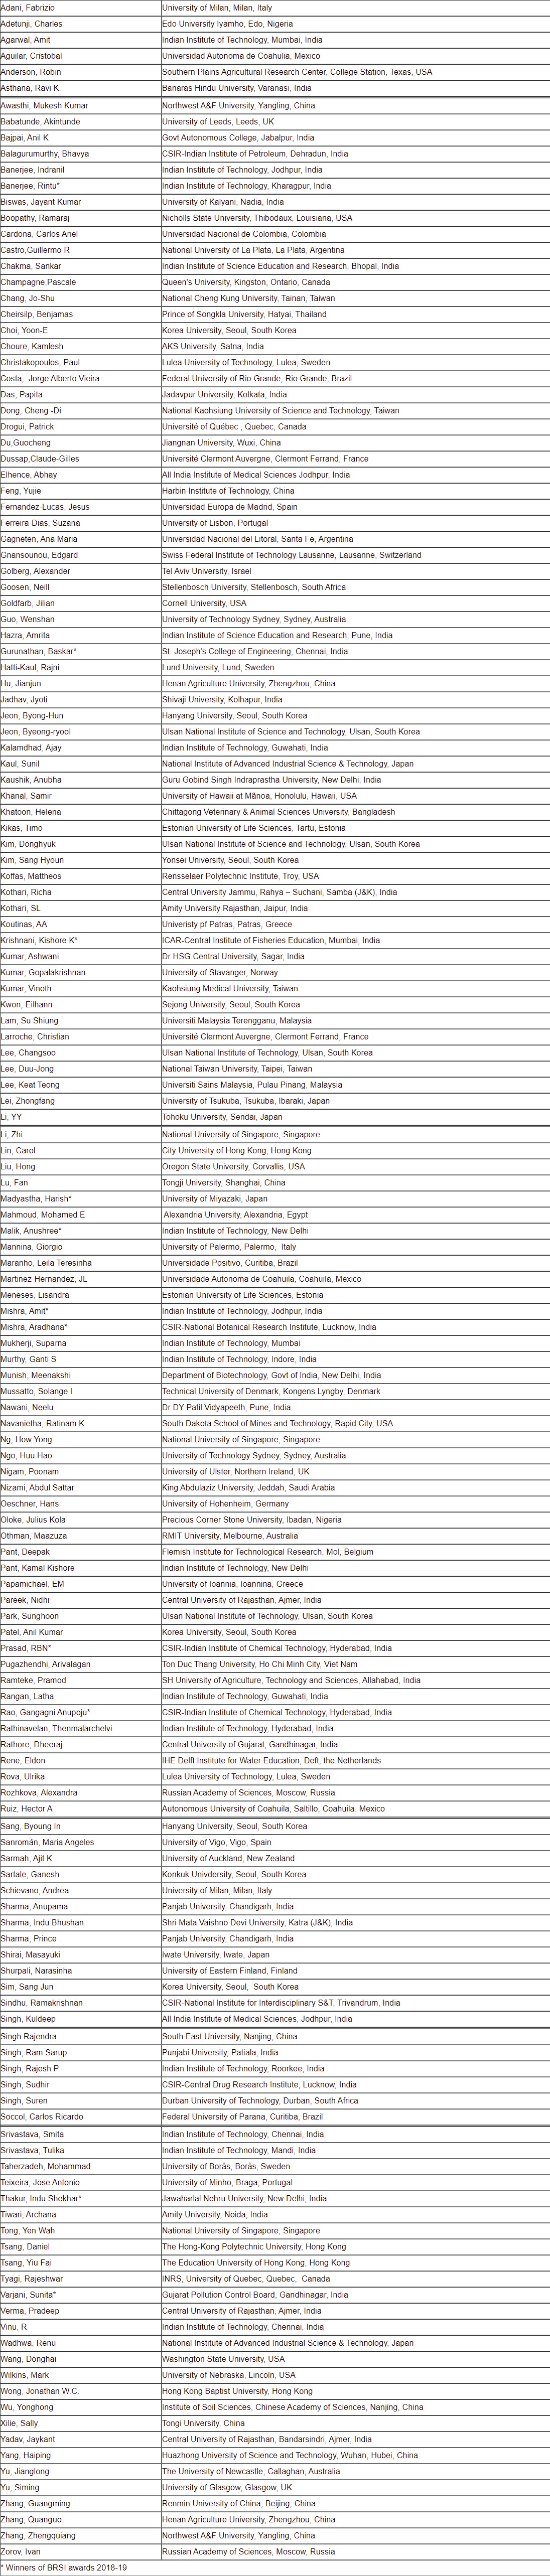 Adani, Fabrizio University of Milan, Milan, Italy
Adetunji, Charles Edo University Iyamho, Edo, Nigeria
Agarwal, Amit Indian Institute of Technology, Mumbai, India
Aguilar, Cristobal Universidad Autonoma de Coahulia, Mexico
Anderson, Robin Southern Plains Agricultural Research Center, College Station, Texas, USA
Asthana, Ravi K. Banaras Hindu University, Varanasi, India
Awasthi, Mukesh Kumar Northwest A&F University, Yangling, China
Babatunde, Akintunde University of Leeds, Leeds, UK
Bajpai, Anil K Govt Autonomous College, Jabalpur, India
Balagurumurthy, Bhavya CSIR-Indian Institute of Petroleum, Dehradun, India
Banerjee, Indranil Indian Institute of Technology, Jodhpur, India
Banerjee, Rintu* Indian Institute of Technology, Kharagpur, India
Biswas, Jayant Kumar University of Kalyani, Nadia, India
Boopathy, Ramaraj Nicholls State University, Thibodaux, Louisiana, USA
Cardona, Carlos Ariel Universidad Nacional de Colombia, Colombia
Castro,Guillermo R National University of La Plata, La Plata, Argentina
Chakma, Sankar Indian Institute of Science Education and Research, Bhopal, India
Champagne,Pascale Queen's University, Kingston, Ontario, Canada
Chang, Jo-Shu National Cheng Kung University, Tainan, Taiwan
Cheirsilp, Benjamas Prince of Songkla University, Hatyai, Thailand
Choi, Yoon-E Korea University, Seoul, South Korea
Choure, Kamlesh AKS University, Satna, India
Christakopoulos, Paul Lulea University of Technology, Lulea, Sweden
Costa,  Jorge Alberto Vieira Federal University of Rio Grande, Rio Grande, Brazil
Das, Papita Jadavpur University, Kolkata, India
Dong, Cheng -Di National Kaohsiung University of Science and Technology, Taiwan
Drogui, Patrick Université of Québec , Quebec, Canada
Du,Guocheng Jiangnan University, Wuxi, China
Dussap,Claude-Gilles Université Clermont Auvergne, Clermont Ferrand, France
Elhence, Abhay All India Institute of Medical Sciences Jodhpur, India
Feng, Yujie Harbin Institute of Technology, China
Fernandez-Lucas, Jesus Universidad Europa de Madrid, Spain
Ferreira-Dias, Suzana University of Lisbon, Portugal
Gagneten, Ana Maria Universidad Nacional del Litoral, Santa Fe, Argentina
Gnansounou, Edgard Swiss Federal Institute of Technology Lausanne, Lausanne, Switzerland
Golberg, Alexander Tel Aviv University, Israel
Goosen, Neill Stellenbosch University, Stellenbosch, South Africa
Goldfarb, Jilian Cornell University, USA
Guo, Wenshan University of Technology Sydney, Sydney, Australia
Hazra, Amrita Indian Institute of Science Education and Research, Pune, India
Gurunathan, Baskar* St. Joseph's College of Engineering, Chennai, India
Hatti-Kaul, Rajni Lund University, Lund, Sweden
Hu, Jianjun Henan Agriculture University, Zhengzhou, China
Jadhav, Jyoti Shivaji University, Kolhapur, India
Jeon, Byong-Hun Hanyang University, Seoul, South Korea
Jeon, Byeong-ryool Ulsan National Institute of Science and Technology, Ulsan, South Korea
Kalamdhad, Ajay Indian Institute of Technology, Guwahati, India
Kaul, Sunil National Institute of Advanced Industrial Science & Technology, Japan
Kaushik, Anubha Guru Gobind Singh Indraprastha University, New Delhi, India
Khanal, Samir University of Hawaii at Mãnoa, Honolulu, Hawaii, USA
Khatoon, Helena Chittagong Veterinary & Animal Sciences University, Bangladesh
Kikas, Timo Estonian University of Life Sciences, Tartu, Estonia
Kim, Donghyuk Ulsan National Institute of Science and Technology, Ulsan, South Korea
Kim, Sang Hyoun Yonsei University, Seoul, South Korea
Koffas, Mattheos Rensselaer Polytechnic Institute, Troy, USA
Kothari, Richa Central University Jammu, Rahya – Suchani, Samba (J&K), India
Kothari, SL Amity University Rajasthan, Jaipur, India
Koutinas, AA Univeristy pf Patras, Patras, Greece
Krishnani, Kishore K* ICAR-Central Institute of Fisheries Education, Mumbai, India
Kumar, Ashwani Dr HSG Central University, Sagar, India
Kumar, Gopalakrishnan University of Stavanger, Norway
Kumar, Vinoth Kaohsiung Medical University, Taiwan
Kwon, Eilhann Sejong University, Seoul, South Korea
Lam, Su Shiung Universiti Malaysia Terengganu, Malaysia
Larroche, Christian Université Clermont Auvergne, Clermont Ferrand, France
Lee, Changsoo Ulsan National Institute of Technology, Ulsan, South Korea
Lee, Duu-Jong National Taiwan University, Taipei, Taiwan
Lee, Keat Teong Universiti Sains Malaysia, Pulau Pinang, Malaysia
Lei, Zhongfang University of Tsukuba, Tsukuba, Ibaraki, Japan
Li, YY Tohoku University, Sendai, Japan
Li, Zhi National University of Singapore, Singapore
Lin, Carol City University of Hong Kong, Hong Kong
Liu, Hong Oregon State University, Corvallis, USA
Lu, Fan Tongji University, Shanghai, China
Madyastha, Harish* University of Miyazaki, Japan
Mahmoud, Mohamed E Alexandria University, Alexandria, Egypt
Malik, Anushree* Indian Institute of Technology, New Delhi
Mannina, Giorgio University of Palermo, Palermo,  Italy
Maranho, Leila Teresinha Universidade Positivo, Curitiba, Brazil
Martinez-Hernandez, JL Universidade Autonoma de Coahuila, Coahuila, Mexico
Meneses, Lisandra Estonian University of Life Sciences, Estonia
Mishra, Amit* Indian Institute of Technology, Jodhpur, India
Mishra, Aradhana* CSIR-National Botanical Research Institute, Lucknow, India
Mukherji, Suparna Indian Institute of Technology, Mumbai
Murthy, Ganti S Indian Institute of Technology, Indore, India
Munish, Meenakshi Department of Biotechnology, Govt of India, New Delhi, India
Mussatto, Solange I Technical University of Denmark, Kongens Lyngby, Denmark
Nawani, Neelu Dr DY Patil Vidyapeeth, Pune, India
Navanietha, Ratinam K South Dakota School of Mines and Technology, Rapid City, USA
Ng, How Yong National University of Singapore, Singapore
Ngo, Huu Hao University of Technology Sydney, Sydney, Australia
Nigam, Poonam University of Ulster, Northern Ireland, UK
Nizami, Abdul Sattar King Abdulaziz University, Jeddah, Saudi Arabia
Oeschner, Hans University of Hohenheim, Germany
Oloke, Julius Kola Precious Corner Stone University, Ibadan, Nigeria
Othman, Maazuza RMIT University, Melbourne, Australia
Pant, Deepak Flemish Institute for Technological Research, Mol, Belgium
Pant, Kamal Kishore Indian Institute of Technology, New Delhi
Papamichael, EM University of Ioannia, Ioannina, Greece
Pareek, Nidhi Central University of Rajasthan, Ajmer, India
Park, Sunghoon Ulsan National Institute of Technology, Ulsan, South Korea
Patel, Anil Kumar Korea University, Seoul, South Korea
Prasad, RBN* CSIR-Indian Institute of Chemical Technology, Hyderabad, India
Pugazhendhi, Arivalagan Ton Duc Thang University, Ho Chi Minh City, Viet Nam
Ramteke, Pramod SH University of Agriculture, Technology and Sciences, Allahabad, India
Rangan, Latha Indian Institute of Technology, Guwahati, India
Rao, Gangagni Anupoju* CSIR-Indian Institute of Chemical Technology, Hyderabad, India
Rathinavelan, Thenmalarchelvi Indian Institute of Technology, Hyderabad, India
Rathore, Dheeraj Central University of Gujarat, Gandhinagar, India
Rene, Eldon IHE Delft Institute for Water Education, Deft, the Netherlands
Rova, Ulrika Lulea University of Technology, Lulea, Sweden
Rozhkova, Alexandra Russian Academy of Sciences, Moscow, Russia
Ruiz, Hector A Autonomous University of Coahuila, Saltillo, Coahuila. Mexico
Sang, Byoung In Hanyang University, Seoul, South Korea
Sanromán, Maria Angeles University of Vigo, Vigo, Spain
Sarmah, Ajit K University of Auckland, New Zealand
Sartale, Ganesh Konkuk Univdersity, Seoul, South Korea
Schievano, Andrea University of Milan, Milan, Italy
Sharma, Anupama Panjab University, Chandigarh, India
Sharma, Indu Bhushan Shri Mata Vaishno Devi University, Katra (J&K), India
Sharma, Prince Panjab University, Chandigarh, India
Shirai, Masayuki Iwate University, Iwate, Japan
Shurpali, Narasinha University of Eastern Finland, Finland
Sim, Sang Jun Korea University, Seoul,  South Korea
Sindhu, Ramakrishnan CSIR-National Institute for Interdisciplinary S&T, Trivandrum, India
Singh, Kuldeep All India Institute of Medical Sciences, Jodhpur, India
Singh Rajendra South East University, Nanjing, China
Singh, Ram Sarup Punjabi University, Patiala, India
Singh, Rajesh P Indian Institute of Technology, Roorkee, India
Singh, Sudhir CSIR-Central Drug Research Institute, Lucknow, India
Singh, Suren Durban University of Technology, Durban, South Africa
Soccol, Carlos Ricardo Federal University of Parana, Curitiba, Brazil
Srivastava, Smita Indian Institute of Technology, Chennai, India
Srivastava, Tulika Indian Institute of Technology, Mandi, India
Taherzadeh, Mohammad University of Borås, Borås, Sweden
Teixeira, Jose Antonio University of Minho, Braga, Portugal
Thakur, Indu Shekhar* Jawaharlal Nehru University, New Delhi, India
Tiwari, Archana Amity University, Noida, India
Tong, Yen Wah National University of Singapore, Singapore
Tsang, Daniel The Hong-Kong Polytechnic University, Hong Kong
Tsang, Yiu Fai The Education University of Hong Kong, Hong Kong
Tyagi, Rajeshwar INRS, University of Quebec, Quebec,  Canada
Varjani, Sunita* Gujarat Pollution Control Board, Gandhinagar, India
Verma, Pradeep Central University of Rajasthan, Ajmer, India
Vinu, R Indian Institute of Technology, Chennai, India
Wadhwa, Renu National Institute of Advanced Industrial Science & Technology, Japan
Wang, Donghai Washington State University, USA
Wilkins, Mark University of Nebraska, Lincoln, USA
Wong, Jonathan W.C. Hong Kong Baptist University, Hong Kong
Wu, Yonghong Institute of Soil Sciences, Chinese Academy of Sciences, Nanjing, China
Xilie, Sally Tongi University, China
Yadav, Jaykant Central University of Rajasthan, Bandarsindri, Ajmer, India
Yang, Haiping Huazhong University of Science and Technology, Wuhan, Hubei, China
Yu, Jianglong The University of Newcastle, Callaghan, Australia
Yu, Siming University of Glasgow, Glasgow, UK
Zhang, Guangming Renmin University of China, Beijing, China
Zhang, Quanguo Henan Agriculture University, Zhengzhou, China
Zhang, Zhengquiang Northwest A&F University, Yangling, China
Zorov, Ivan Russian Academy of Sciences, Moscow, Russia
* Winners of BRSI awards 2018-19